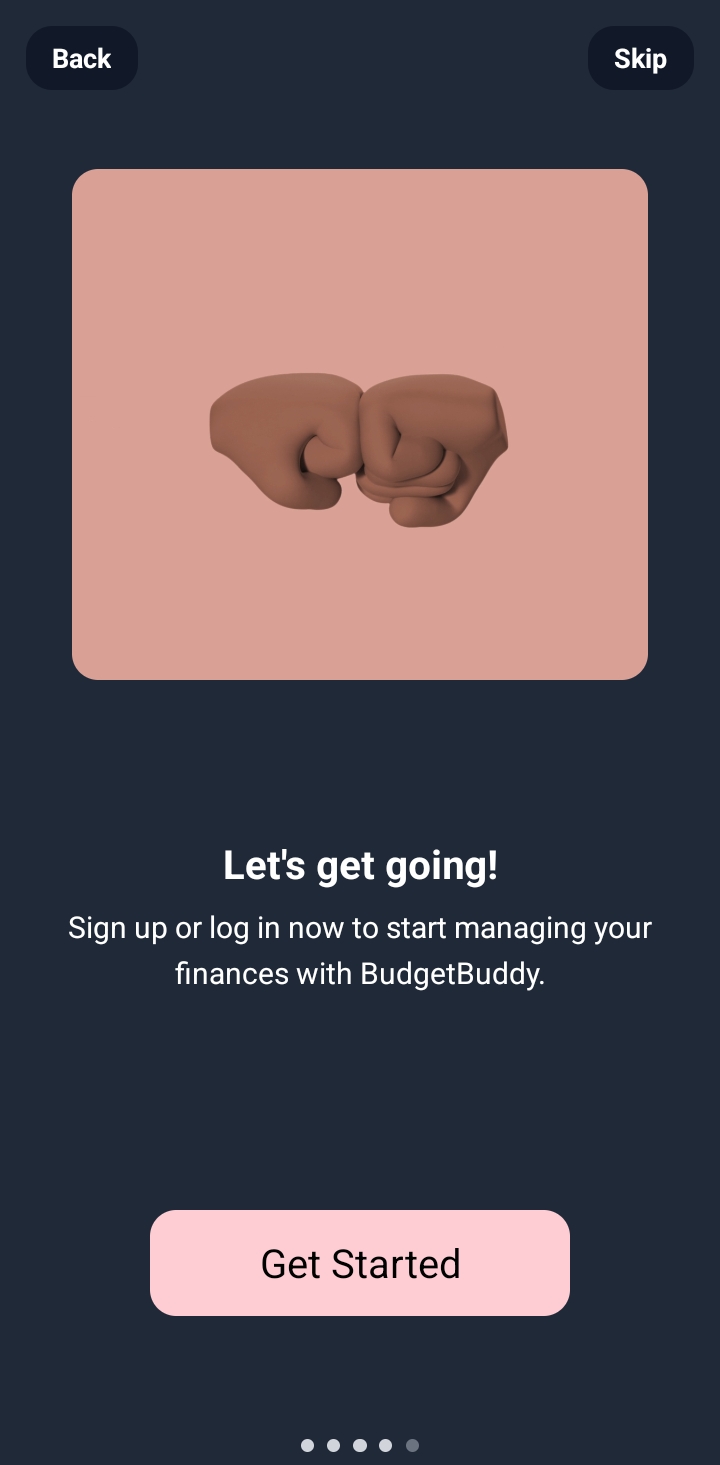 Back
Skip
Let's get going!
Sign up or log in now to start managing your
finances with BudgetBuddy.
Get Started